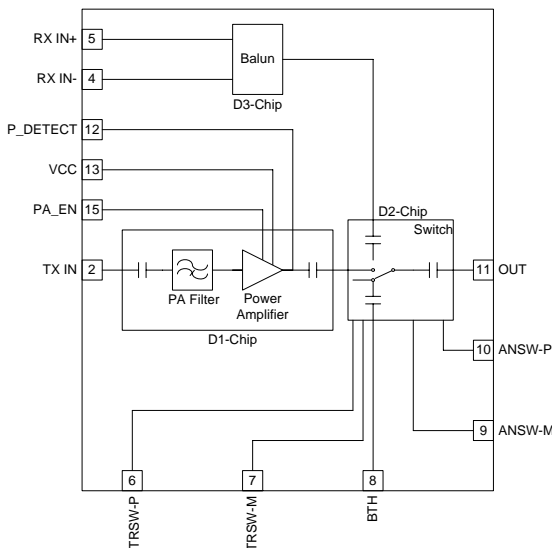 RX IN+
5
RX IN-
4
Balun
D3-Chip
P_DETECT
12
VCC
13
PA_EN
15
D2-Chip
Switch
TX IN
2
PA Filter
Power
Amplifier
D1-Chip
11
OUT
10
ANSW-P
9
ANSW-M
6
7
8
TRSW-P
TRSW-M
BTH